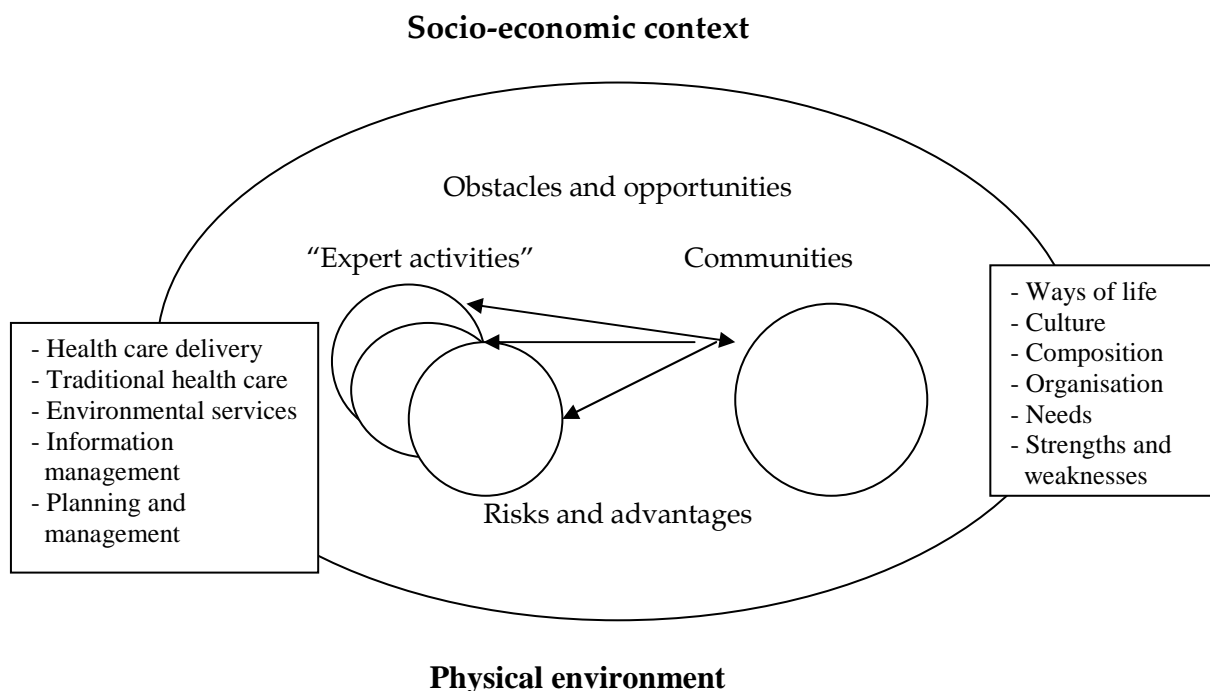 Socio-economic context
Obstacles and opportunities
“Expert activities”
Communities
- Health care delivery
- Traditional health care
- Environmental services
- Information
management
- Planning and
management
- Ways of life
- Culture
- Composition
- Organisation
- Needs
- Strengths and
weaknesses
Risks and advantages
Physical environment